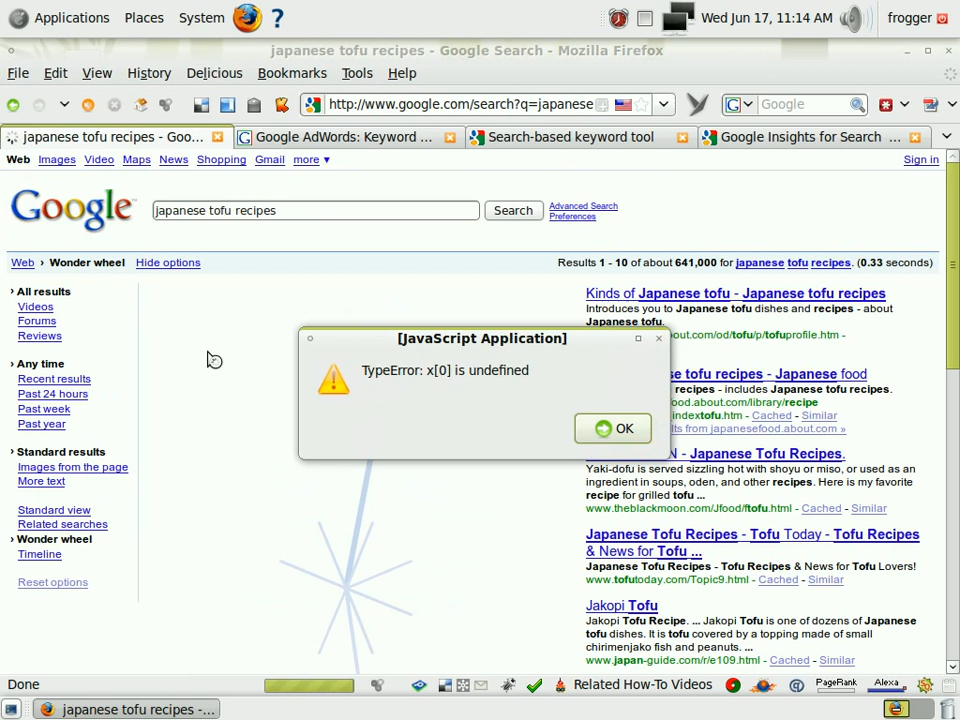 Applications Places System ? Wed Jun 17, 11:14 AM frogger
japanese tofu recipes - Google Search - Mozilla Firefox
File Edit View History Delicious Bookmarks Tools Help
http://www.google.com/search?q=japanese G Google
japanese tofu recipes - Goo... Google AdWords: Keyword ... Search-based keyword tool Google Insights for Search ...
Web Images Video Maps News Shopping Gmail more ▼ Sign in
Google japanese tofu recipes Search Advanced Search
Preferences
Web › Wonder wheel Hide options Results 1 - 10 of about 641,000 for japanese tofu recipes. (0.33 seconds)
› All results
Videos
Forums
Reviews
› Any time
Recent results
Past 24 hours
Past week
Past year
› Standard results
Images from the page
More text
Standard view
Related searches
› Wonder wheel
Timeline
Reset options
[JavaScript Application]
TypeError: x[0] is undefined
OK
Kinds of Japanese tofu - Japanese tofu recipes
Introduces you to Japanese tofu dishes and recipes - about
Japanese tofu.
out.com/od/tofu/p/tofuprofile.htm -
se tofu recipes - Japanese food
recipes - includes Japanese tofu recipes.
ood.about.com/library/recipe
indextofu.htm - Cached - Similar
lts from japanesefood.about.com »
N - Japanese Tofu Recipes.
Yaki-dofu is served sizzling hot with shoyu or miso, or used as an
ingredient in soups, oden, and other recipes. Here is my favorite
recipe for grilled tofu ...
www.theblackmoon.com/Jfood/ftofu.html - Cached - Similar
Japanese Tofu Recipes - Tofu Today - Tofu Recipes
& News for Tofu ...
Japanese Tofu Recipes - Tofu Recipes & News for Tofu Lovers!
www.tofutoday.com/Topic9.html - Cached - Similar
Jakopi Tofu
Jakopi Tofu Recipe. ... Jakopi Tofu is one of dozens of Japanese
tofu dishes. It is tofu covered by a topping made of small
chirimenjako fish and peanuts. ...
www.japan-guide.com/r/e109.html - Cached - Similar
Done Related How-To Videos PageRank Alexa
japanese tofu recipes -...